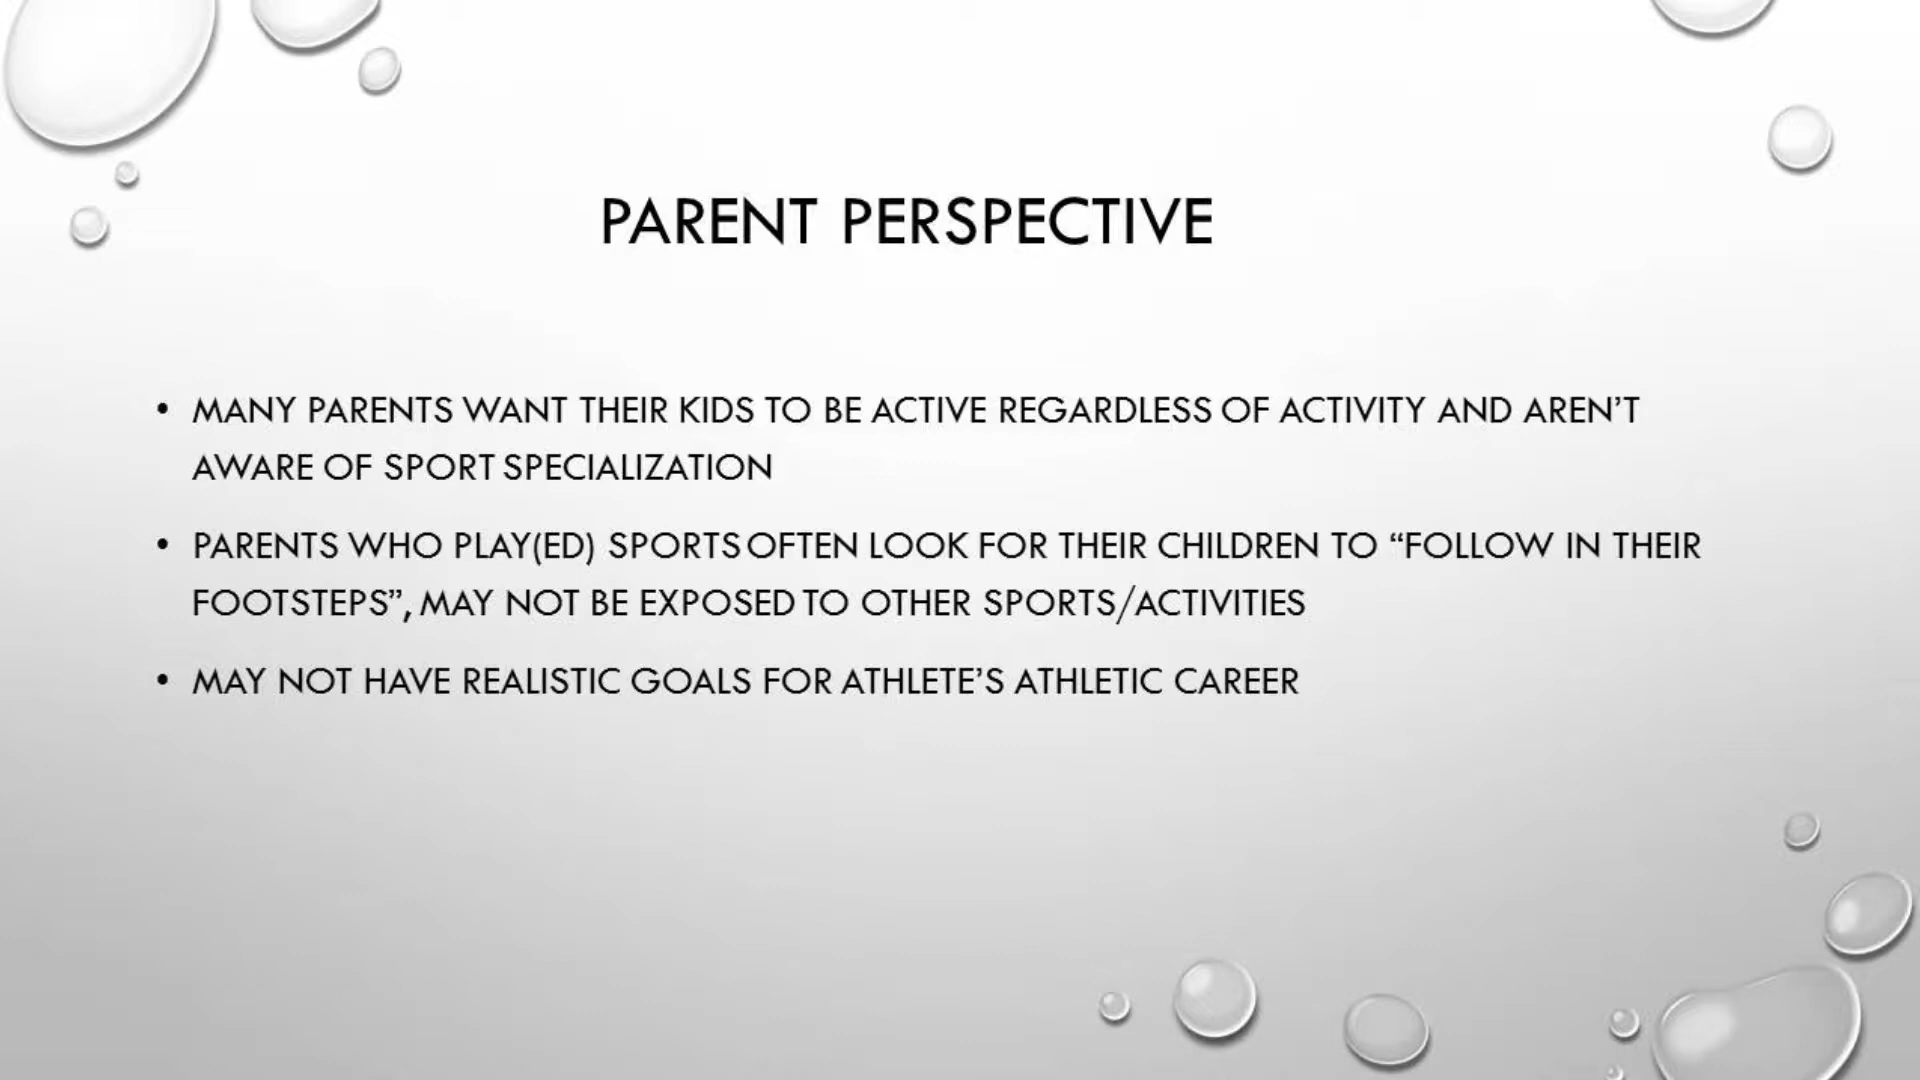 PARENT PERSPECTIVE
• MANY PARENTS WANT THEIR KIDS TO BE ACTIVE REGARDLESS OF ACTIVITY AND AREN’T
AWARE OF SPORT SPECIALIZATION
• PARENTS WHO PLAY(ED) SPORTS OFTEN LOOK FOR THEIR CHILDREN TO “FOLLOW IN THEIR
FOOTSTEPS”, MAY NOT BE EXPOSED TO OTHER SPORTS/ACTIVITIES
• MAY NOT HAVE REALISTIC GOALS FOR ATHLETE’S ATHLETIC CAREER